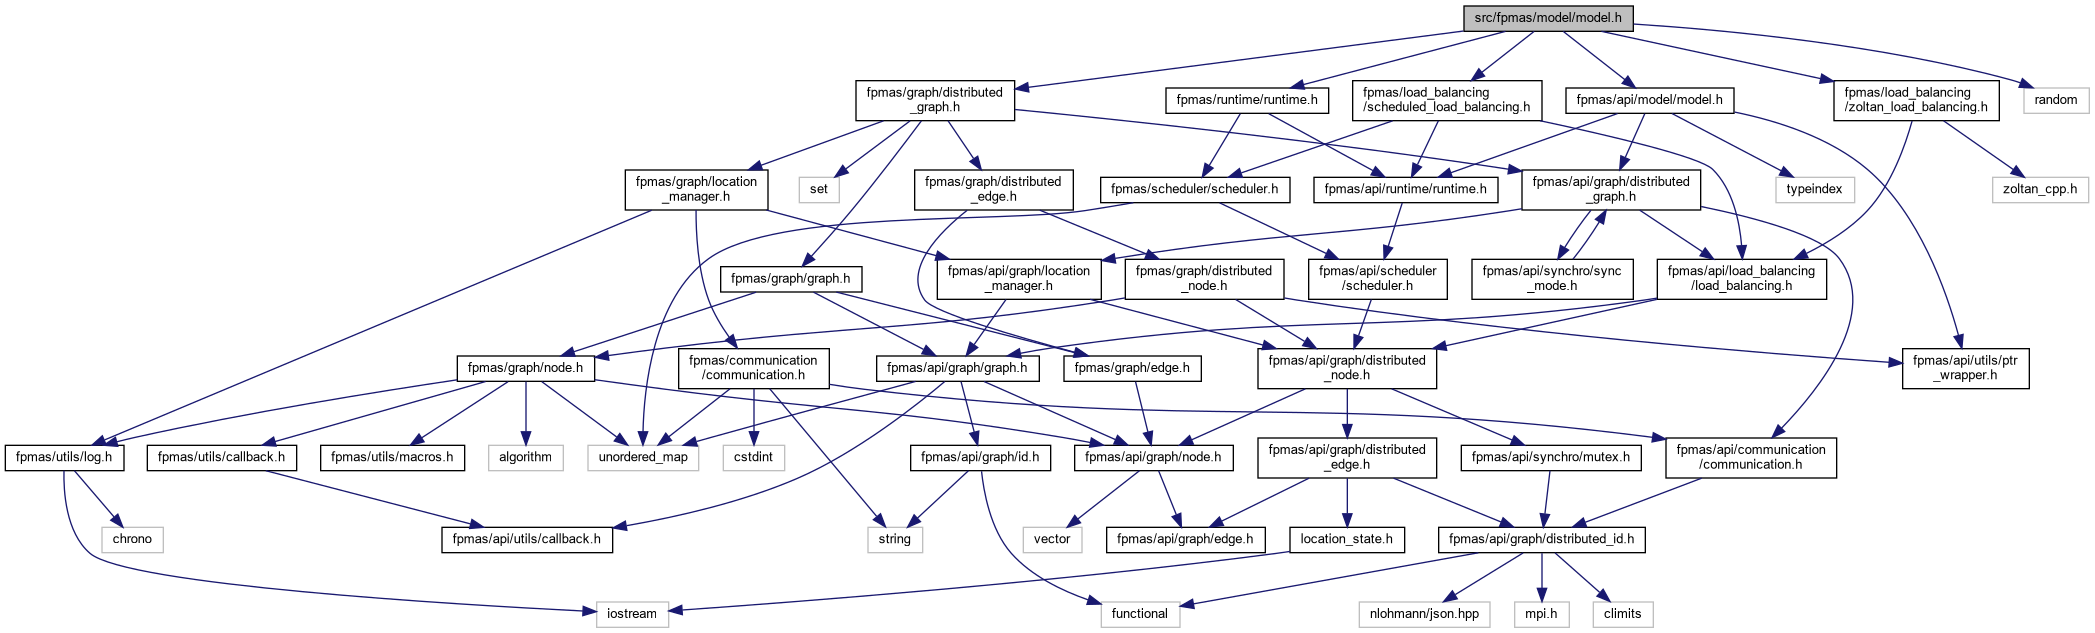 src/fpmas/model/model.h
fpmas/graph/distributed
_graph.h
fpmas/runtime/runtime.h
fpmas/load_balancing
/scheduled_load_balancing.h
fpmas/api/model/model.h
fpmas/load_balancing
/zoltan_load_balancing.h
random
fpmas/graph/location
_manager.h
set
fpmas/graph/distributed
_edge.h
fpmas/scheduler/scheduler.h
fpmas/api/runtime/runtime.h
fpmas/api/graph/distributed
_graph.h
typeindex
zoltan_cpp.h
fpmas/graph/graph.h
fpmas/api/graph/location
_manager.h
fpmas/graph/distributed
_node.h
fpmas/api/scheduler
/scheduler.h
fpmas/api/synchro/sync
_mode.h
fpmas/api/load_balancing
/load_balancing.h
fpmas/graph/node.h
fpmas/communication
/communication.h
fpmas/api/graph/graph.h
fpmas/graph/edge.h
fpmas/api/graph/distributed
_node.h
fpmas/api/utils/ptr
_wrapper.h
fpmas/utils/log.h
fpmas/utils/callback.h
fpmas/utils/macros.h
algorithm
unordered_map
cstdint
fpmas/api/graph/id.h
fpmas/api/graph/node.h
fpmas/api/graph/distributed
_edge.h
fpmas/api/synchro/mutex.h
fpmas/api/communication
/communication.h
chrono
fpmas/api/utils/callback.h
string
vector
fpmas/api/graph/edge.h
location_state.h
fpmas/api/graph/distributed_id.h
iostream
functional
nlohmann/json.hpp
mpi.h
climits